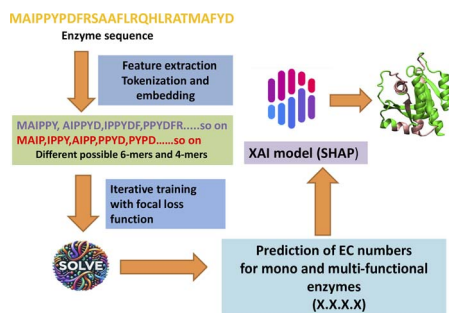 MAIPPYPDFRSAAFLRQHLRATMAFYD
Enzyme sequence
Feature extraction
Tokenization and
embedding
MAIPPY, AIPPYD,IPPYDF,PPYDFR.....so on
MAIP,IPPY,AIPP,PPYD,PYPD......so on
Different possible 6-mers and 4-mers
Iterative training
with focal loss
function
SOLVE
XAI model (SHAP)
Prediction of EC numbers
for mono and multi-functional
enzymes
(X.X.X.X)